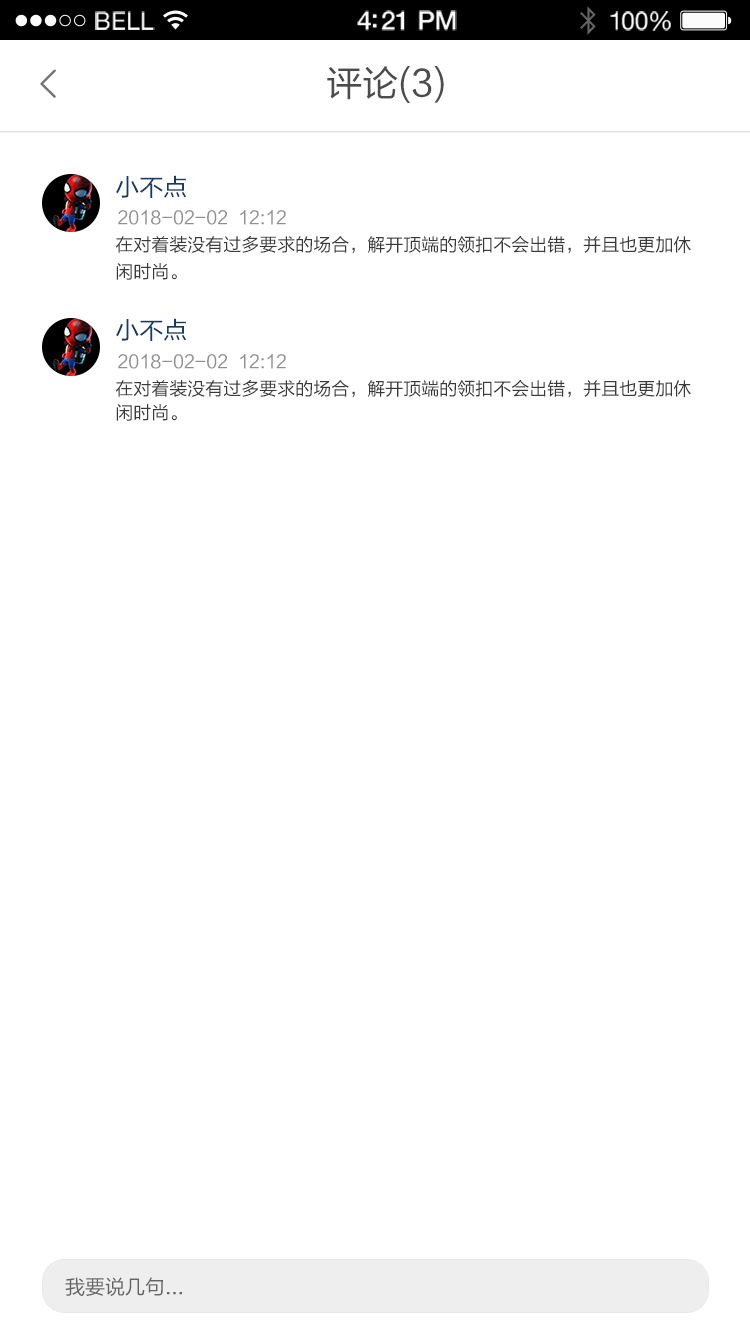 BELL 4:21 PM 100%
评论(3)
小不点
2018-02-02 12:12
在对着装没有过多要求的场合，解开顶端的领扣不会出错，并且也更加休
闲时尚。
小不点
2018-02-02 12:12
在对着装没有过多要求的场合，解开顶端的领扣不会出错，并且也更加休
闲时尚。
我要说几句...